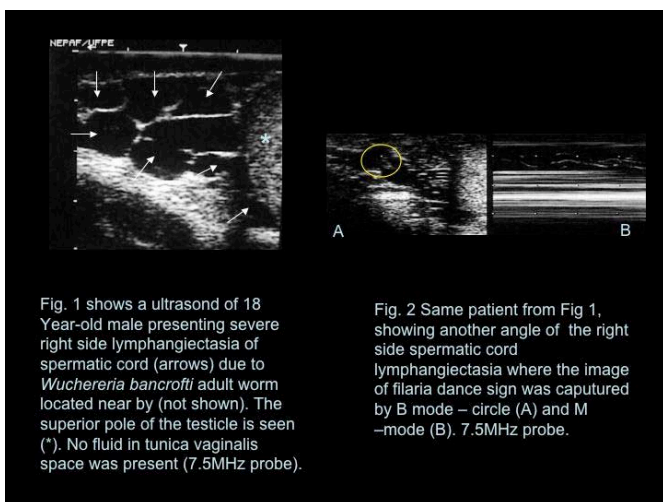 NEPAF/UFPE
*
A
B
Fig. 1 shows a ultrasond of 18
Year-old male presenting severe
right side lymphangiectasia of
spermatic cord (arrows) due to
Wuchereria bancrofti adult worm
located near by (not shown). The
superior pole of the testicle is seen
(*). No fluid in tunica vaginalis
space was present (7.5MHz probe).
Fig. 2 Same patient from Fig 1,
showing another angle of the right
side spermatic cord
lymphangiectasia where the image
of filaria dance sign was caputured
by B mode – circle (A) and M
–mode (B). 7.5MHz probe.